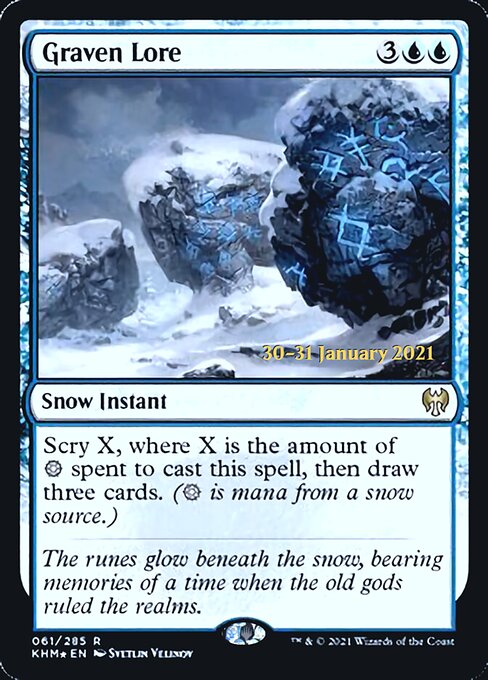 Graven Lore 3
30-31 January 2021
Snow Instant
Scry X, where X is the amount of
spent to cast this spell, then draw
three cards. ( is mana from a snow
source.)
The runes glow beneath the snow, bearing
memories of a time when the old gods
ruled the realms.
061/285 R
KHM★EN Svetlin Velinov
™ & © 2021 Wizards of the Coast